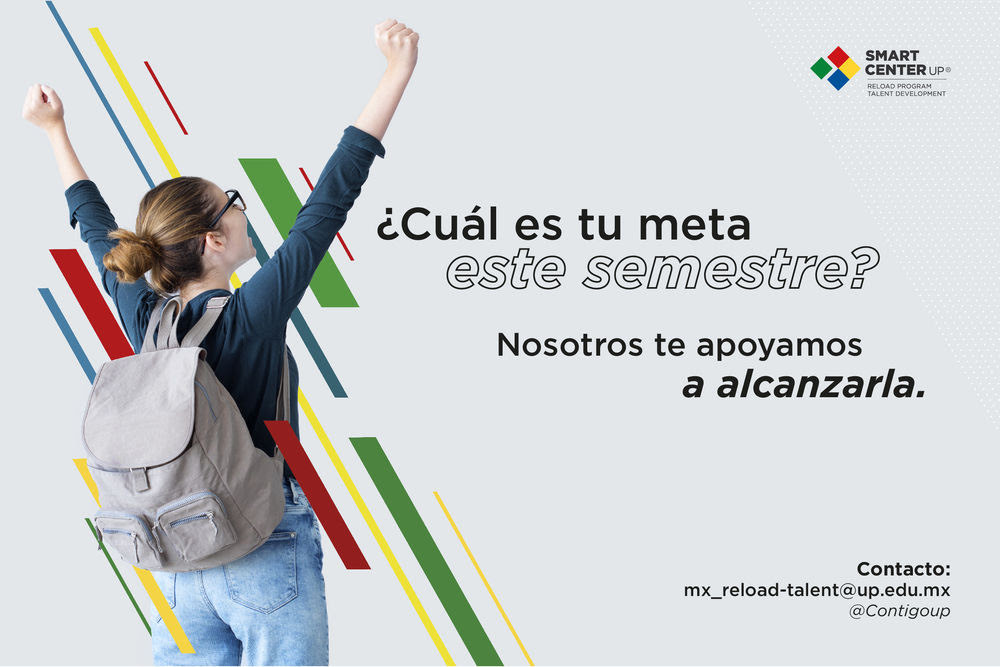 SMART
CENTER UP®
RELOAD PROGRAM
TALENT DEVELOPMENT
¿Cuál es tu meta
este semestre?
Nosotros te apoyamos
a alcanzarla.
Contacto:
mx_reload-talent@up.edu.mx
@Contigoup